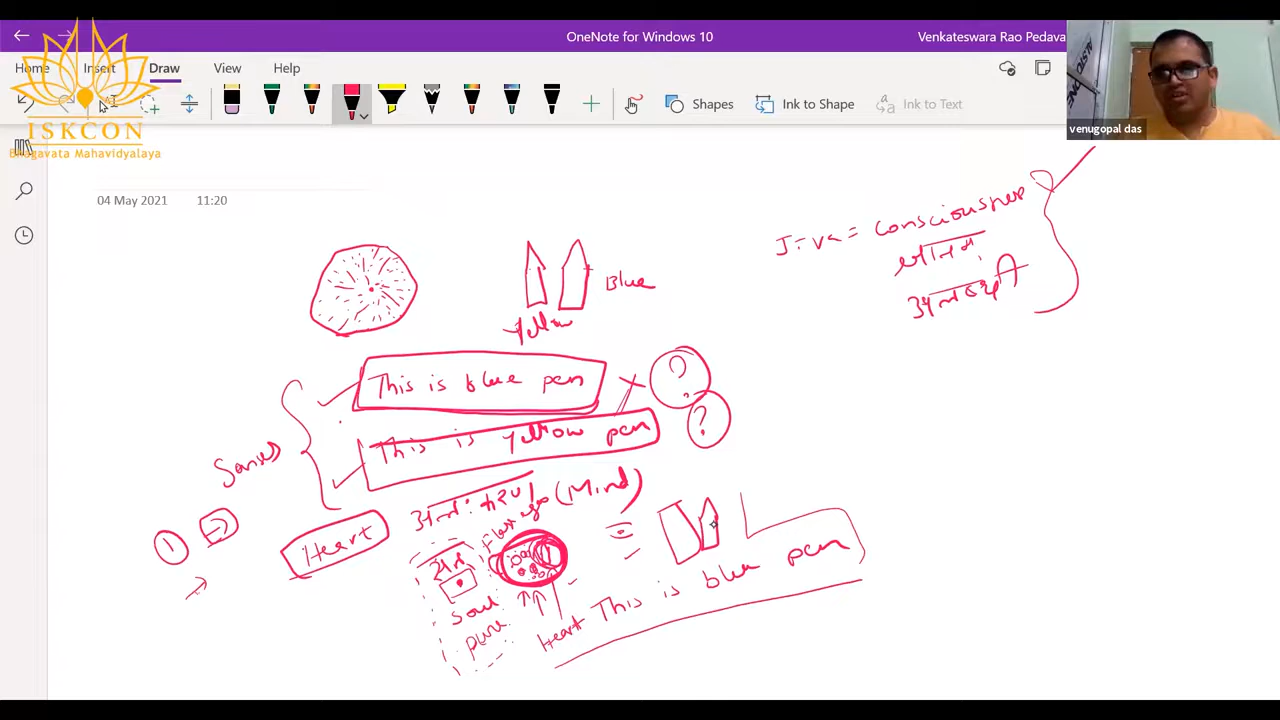 OneNote for Windows 10
Venkateswara Rao Pedava
Home Insert Draw View Help
Shapes Ink to Shape Ink to Text
ISKCON
Bhagavata Mahavidyalaya
venugopal das
04 May 2021 11:20
Jiva = consciousness
Blue
Yellow
This is blue pen
?
This is yellow pen
?
Senses
(Mind)
1
Heart
soul
pure
Heart This is blue pen